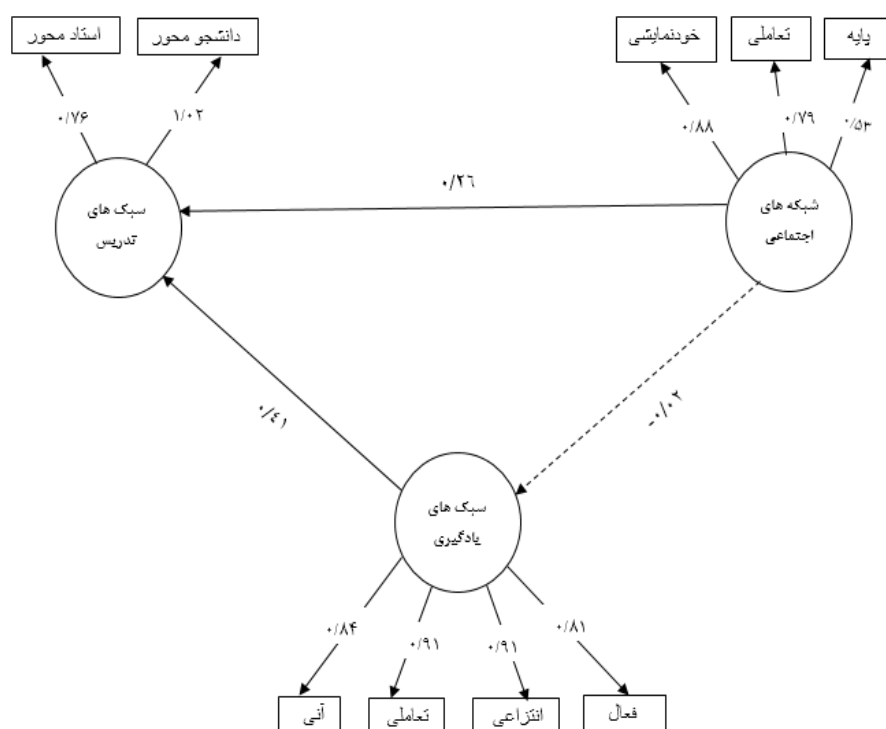 پایه
تعاملی
خودنمایشی
دانشجو محور
استاد محور
۰/۵۳
۰/۷۹
۰/۸۸
۱/۰۲
۰/۷۶
شبکه های
اجتماعی
۰/۲۶
سبک های
تدریس
-۰/۰۲
۰/٤۱
سبک های
یادگیری
۰/۸۱
۰/۹۱
۰/۹۱
۰/۸۴
فعال
انتزاعی
تعاملی
آنی